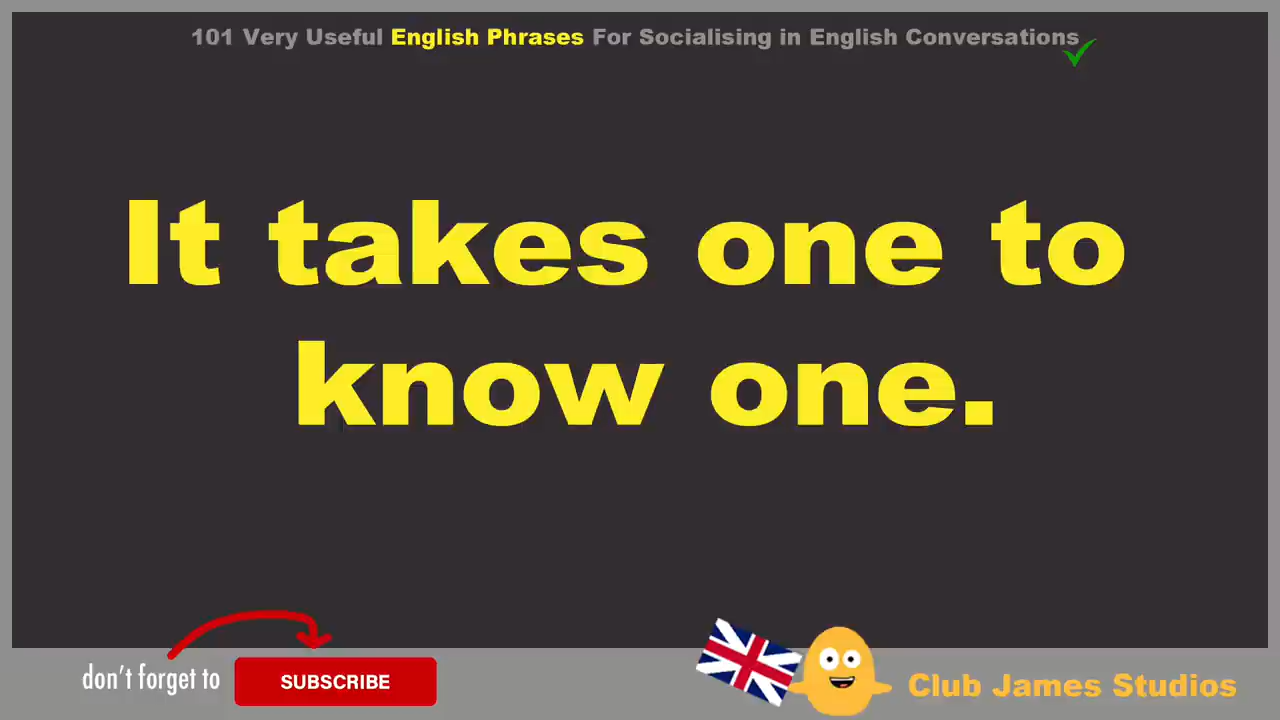 101 Very Useful English Phrases For Socialising in English Conversations
It takes one to
know one.
don't forget to
SUBSCRIBE
Club James Studios